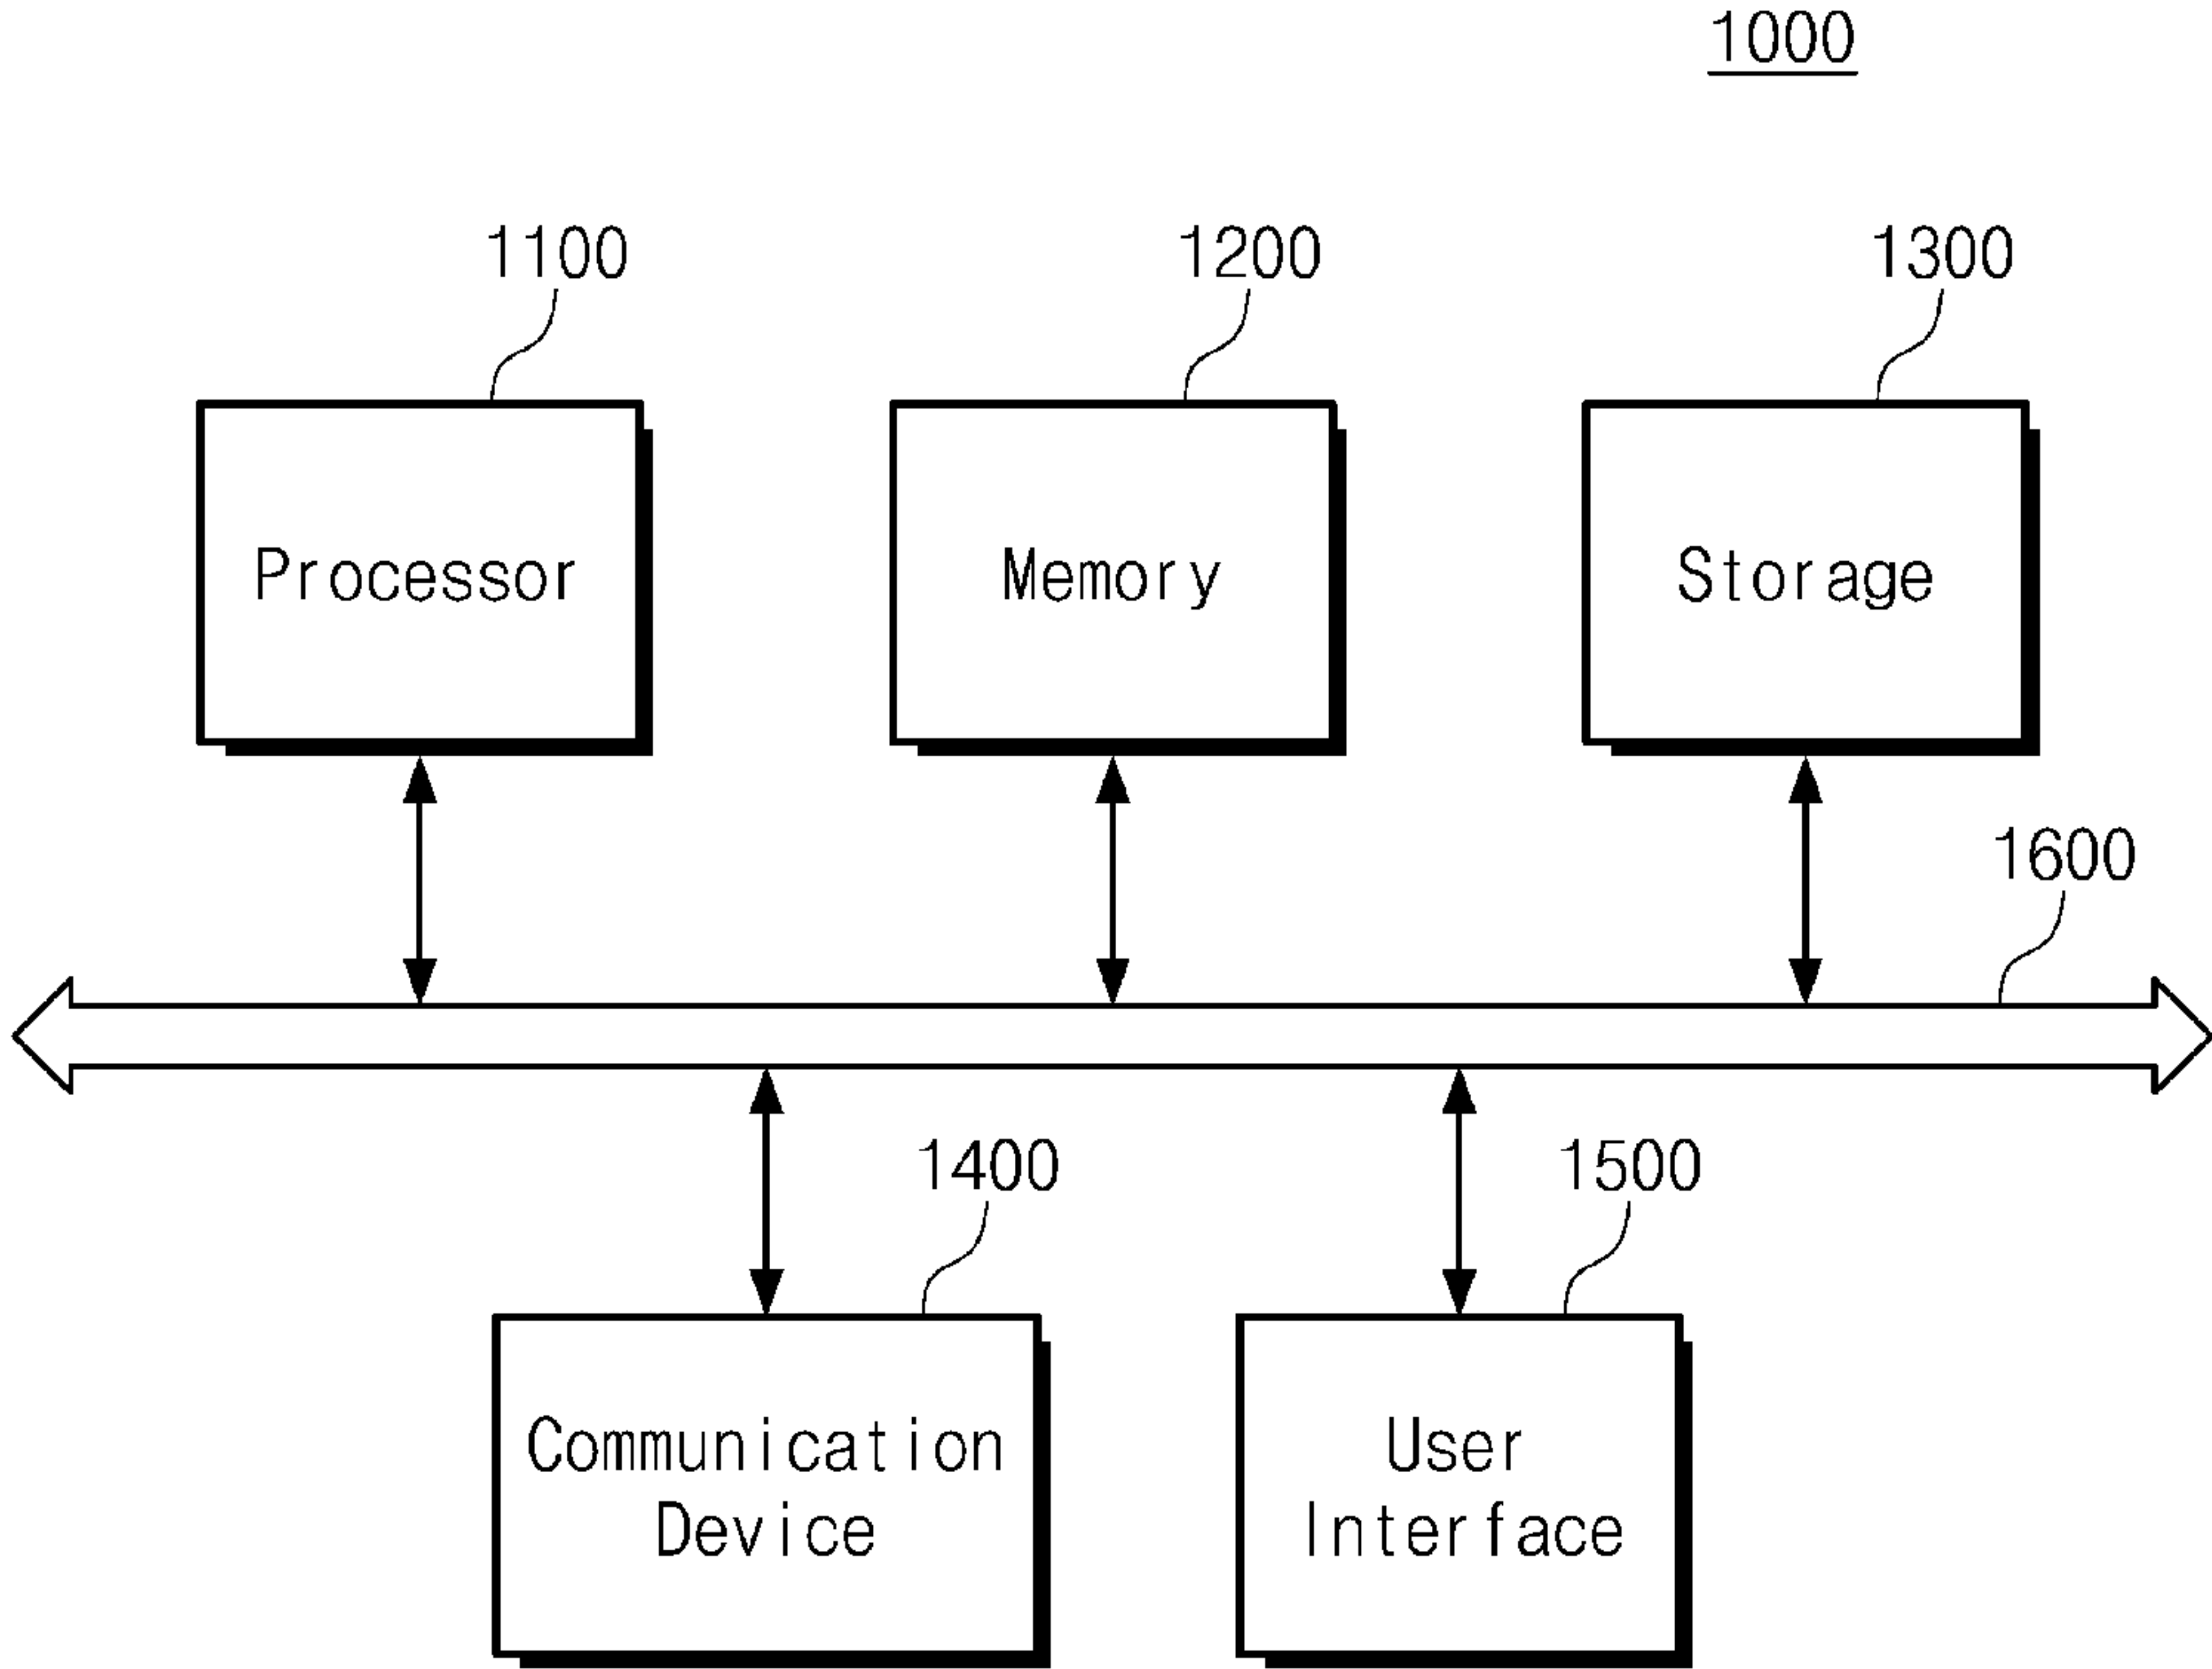 1000
1100
1200
1300
Processor
Memory
Storage
1600
1400
1500
Communication
Device
User
Interface